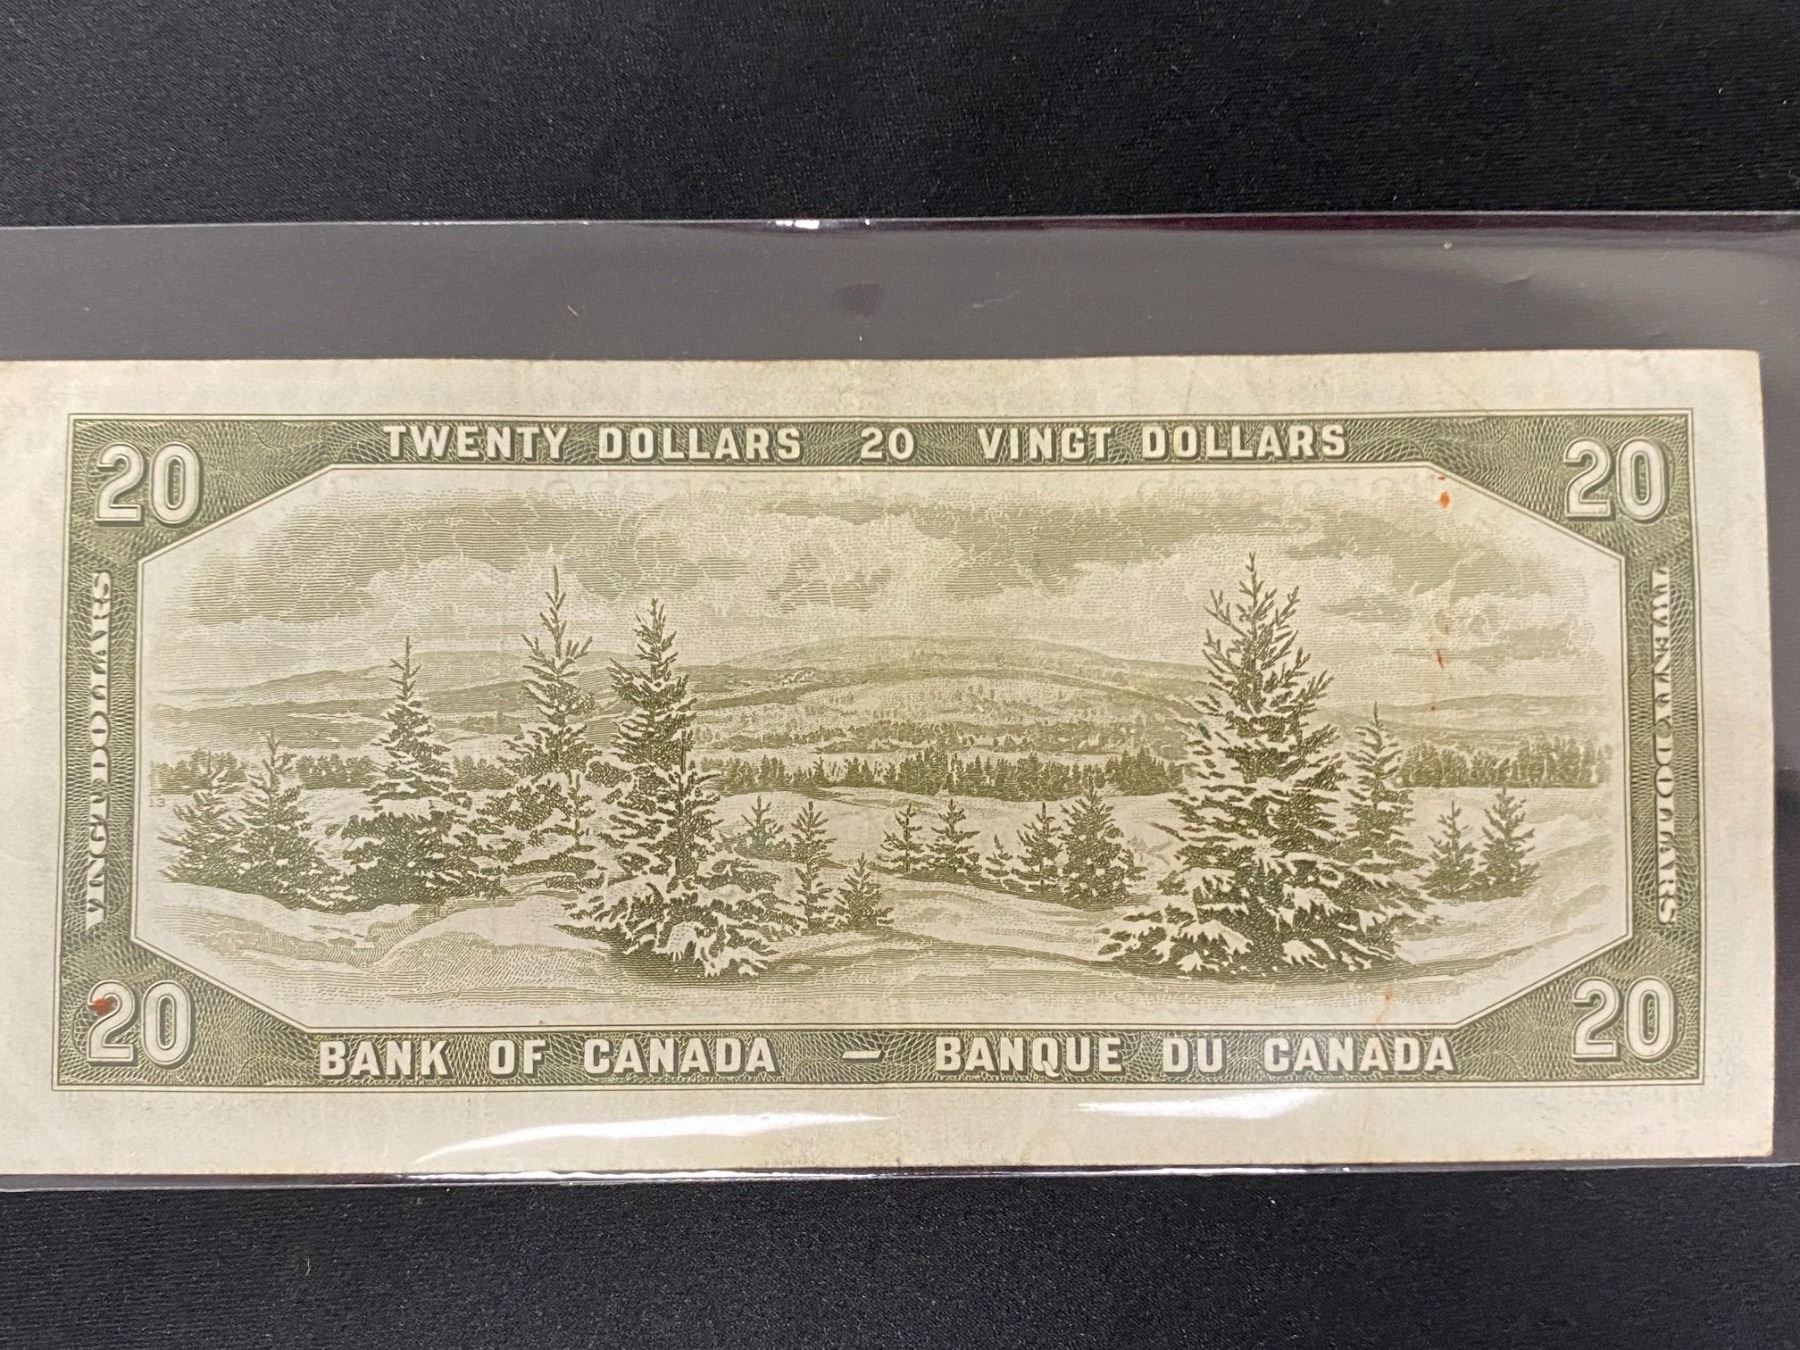 20 TWENTY DOLLARS 20 VINGT DOLLARS 20
VINGT DOLLARS
TWENTY DOLLARS
13
20 BANK OF CANADA — BANQUE DU CANADA 20